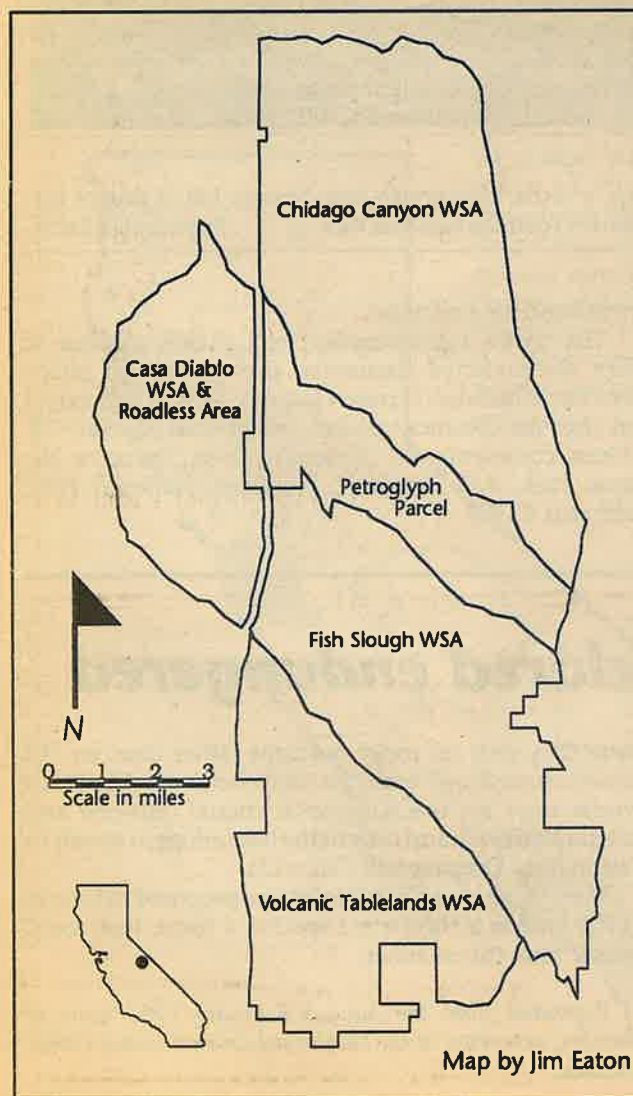 Chidago Canyon WSA
Casa Diablo
WSA &
Roadless Area
Petroglyph
Parcel
Fish Slough WSA
N
0 1 2 3
Scale in miles
Volcanic Tablelands WSA
Map by Jim Eaton